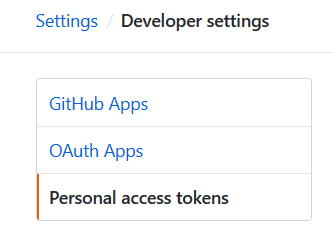 Settings / Developer settings
GitHub Apps
OAuth Apps
Personal access tokens